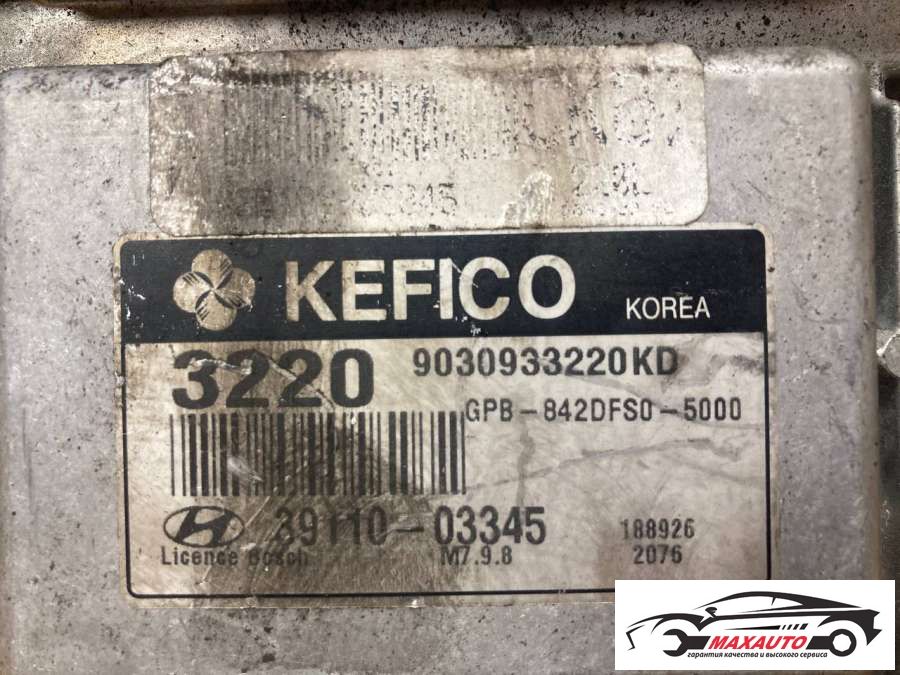 KEFICO
KOREA
3220
9030933220KD
GPB-842DFS0-5000
39110-03345
188926
Licence Bosch
M7.9.8
2076
MAXAUTO
гарантия качества и высокого сервиса